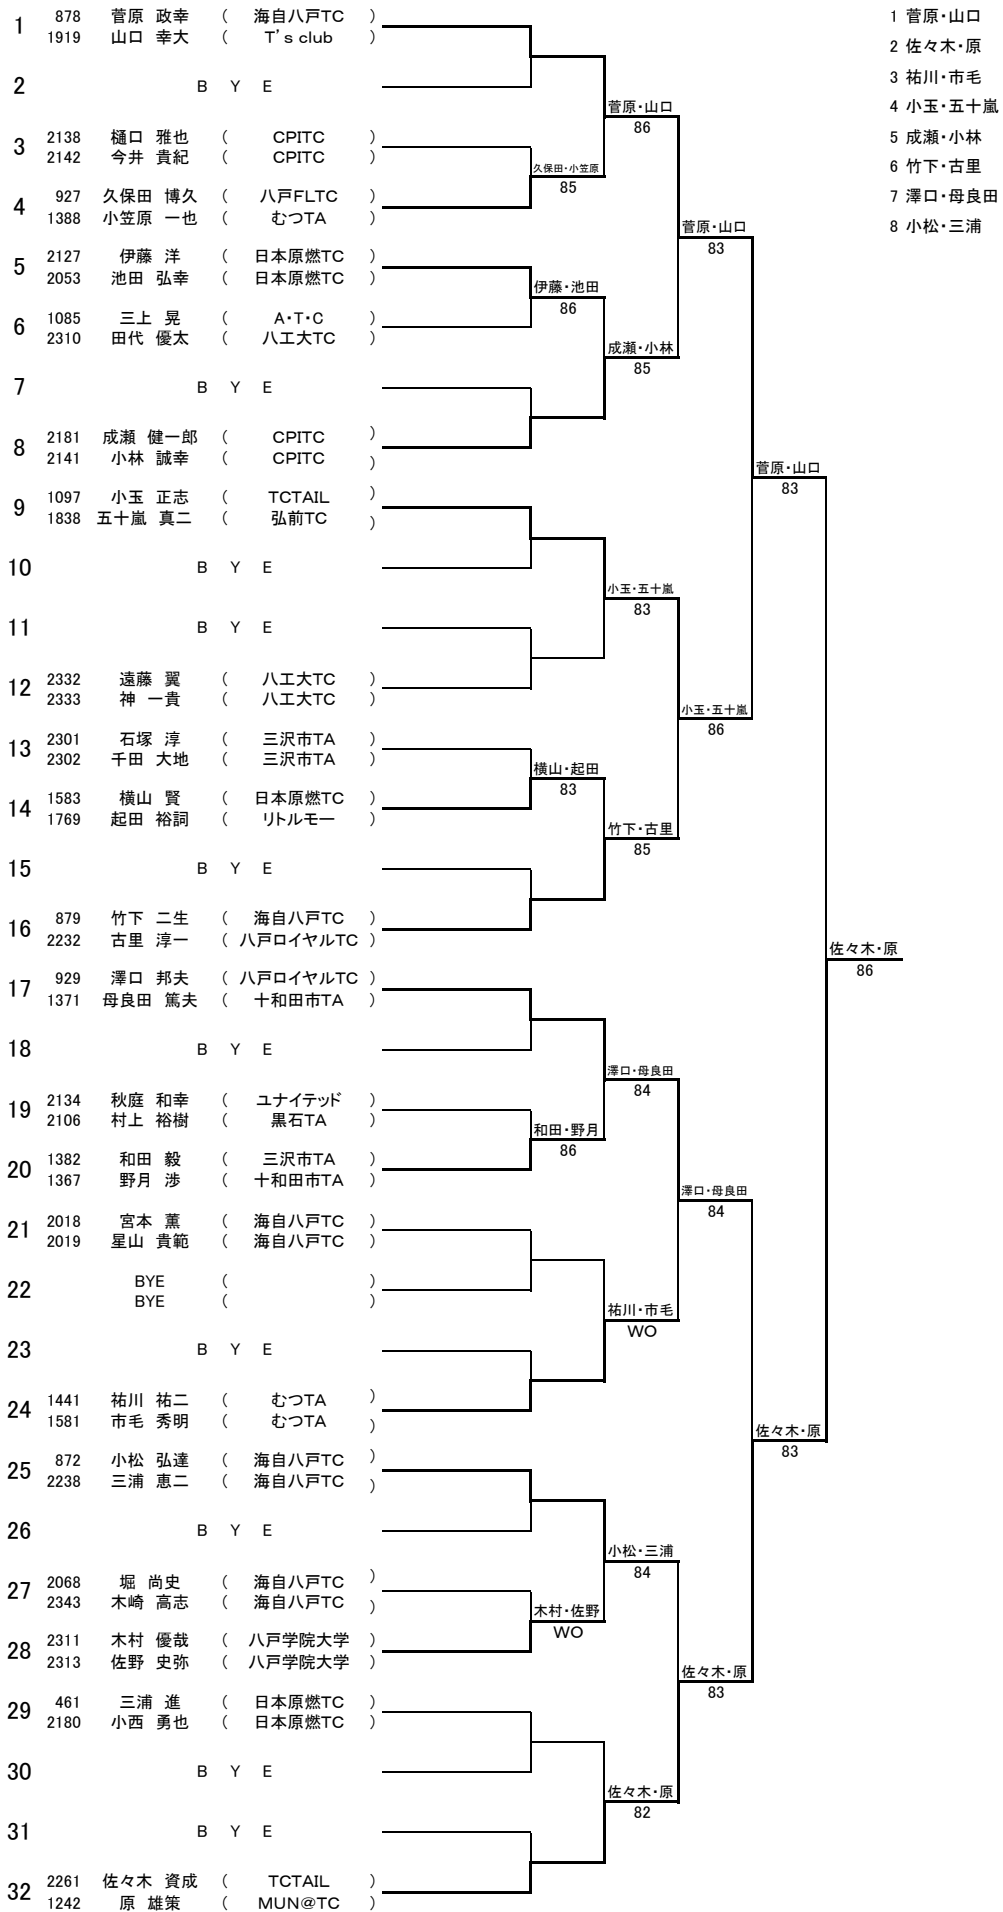 1 878 菅原 政幸 ( 海自八戸TC )
1919 山口 幸大 ( T's club )
2 B Y E
3 2138 樋口 雅也 ( CPITC )
2142 今井 貴紀 ( CPITC )
4 927 久保田 博久 ( 八戸FLTC )
1388 小笠原 一也 ( むつTA )
5 2127 伊藤 洋 ( 日本原燃TC )
2053 池田 弘幸 ( 日本原燃TC )
6 1085 三上 晃 ( A・T・C )
2310 田代 優太 ( 八工大TC )
7 B Y E
8 2181 成瀬 健一郎 ( CPITC )
2141 小林 誠幸 ( CPITC )
9 1097 小玉 正志 ( TCTAIL )
1838 五十嵐 真二 ( 弘前TC )
10 B Y E
11 B Y E
12 2332 遠藤 翼 ( 八工大TC )
2333 神 一貴 ( 八工大TC )
13 2301 石塚 淳 ( 三沢市TA )
2302 千田 大地 ( 三沢市TA )
14 1583 横山 賢 ( 日本原燃TC )
1769 起田 裕詞 ( リトルモー )
15 B Y E
16 879 竹下 二生 ( 海自八戸TC )
2232 古里 淳一 ( 八戸ロイヤルTC )
17 929 澤口 邦夫 ( 八戸ロイヤルTC )
1371 母良田 篤夫 ( 十和田市TA )
18 B Y E
19 2134 秋庭 和幸 ( ユナイテッド )
2106 村上 裕樹 ( 黒石TA )
20 1382 和田 毅 ( 三沢市TA )
1367 野月 渉 ( 十和田市TA )
21 2018 宮本 薫 ( 海自八戸TC )
2019 星山 貴範 ( 海自八戸TC )
22 BYE ( )
BYE ( )
23 B Y E
24 1441 祐川 祐二 ( むつTA )
1581 市毛 秀明 ( むつTA )
25 872 小松 弘達 ( 海自八戸TC )
2238 三浦 恵二 ( 海自八戸TC )
26 B Y E
27 2068 堀 尚史 ( 海自八戸TC )
2343 木崎 高志 ( 海自八戸TC )
28 2311 木村 優哉 ( 八戸学院大学 )
2313 佐野 史弥 ( 八戸学院大学 )
29 461 三浦 進 ( 日本原燃TC )
2180 小西 勇也 ( 日本原燃TC )
30 B Y E
31 B Y E
32 2261 佐々木 資成 ( TCTAIL )
1242 原 雄策 ( MUN@TC )
久保田・小笠原
85
伊藤・池田
86
横山・起田
83
和田・野月
86
木村・佐野
WO
菅原・山口
86
成瀬・小林
85
小玉・五十嵐
83
竹下・古里
85
澤口・母良田
84
祐川・市毛
WO
小松・三浦
84
佐々木・原
82
菅原・山口
83
小玉・五十嵐
86
澤口・母良田
84
佐々木・原
83
菅原・山口
83
佐々木・原
83
佐々木・原
86
1 菅原・山口
2 佐々木・原
3 祐川・市毛
4 小玉・五十嵐
5 成瀬・小林
6 竹下・古里
7 澤口・母良田
8 小松・三浦